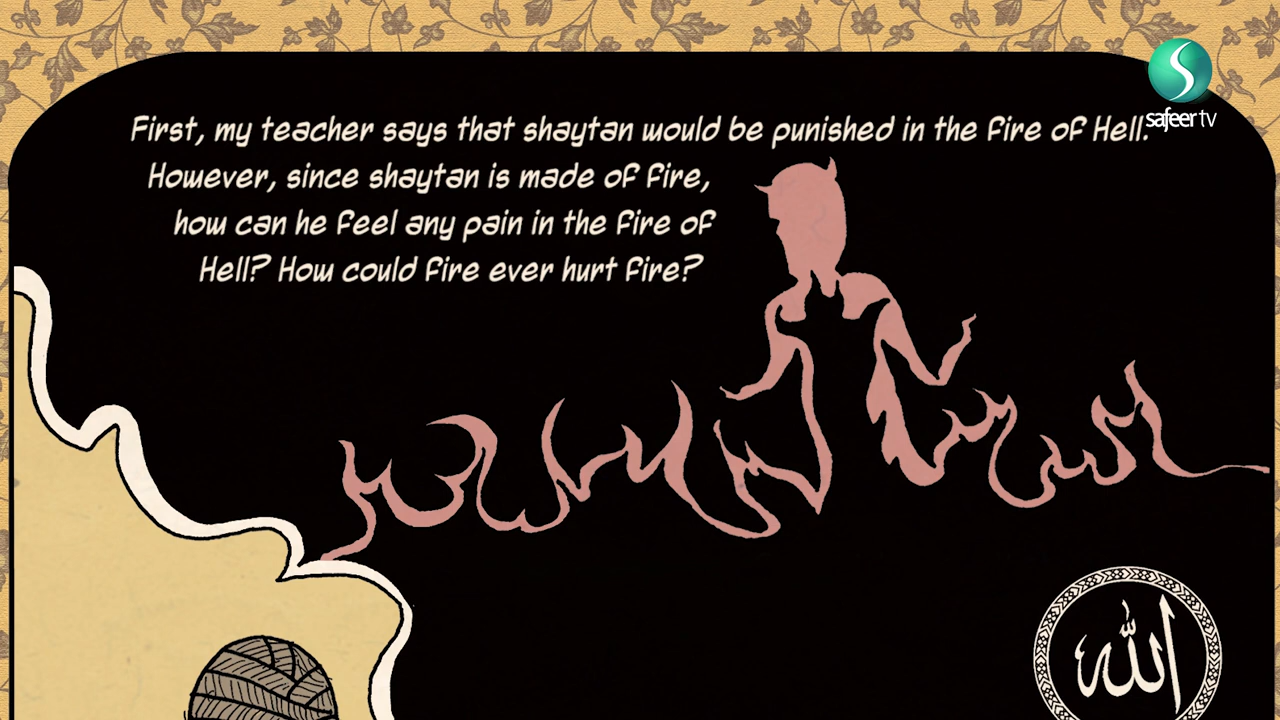 First, my teacher says that shaytan would be punished in the fire of Hell.
However, since shaytan is made of fire,
how can he feel any pain in the fire of
Hell? How could fire ever hurt fire?
safeer tv
الله